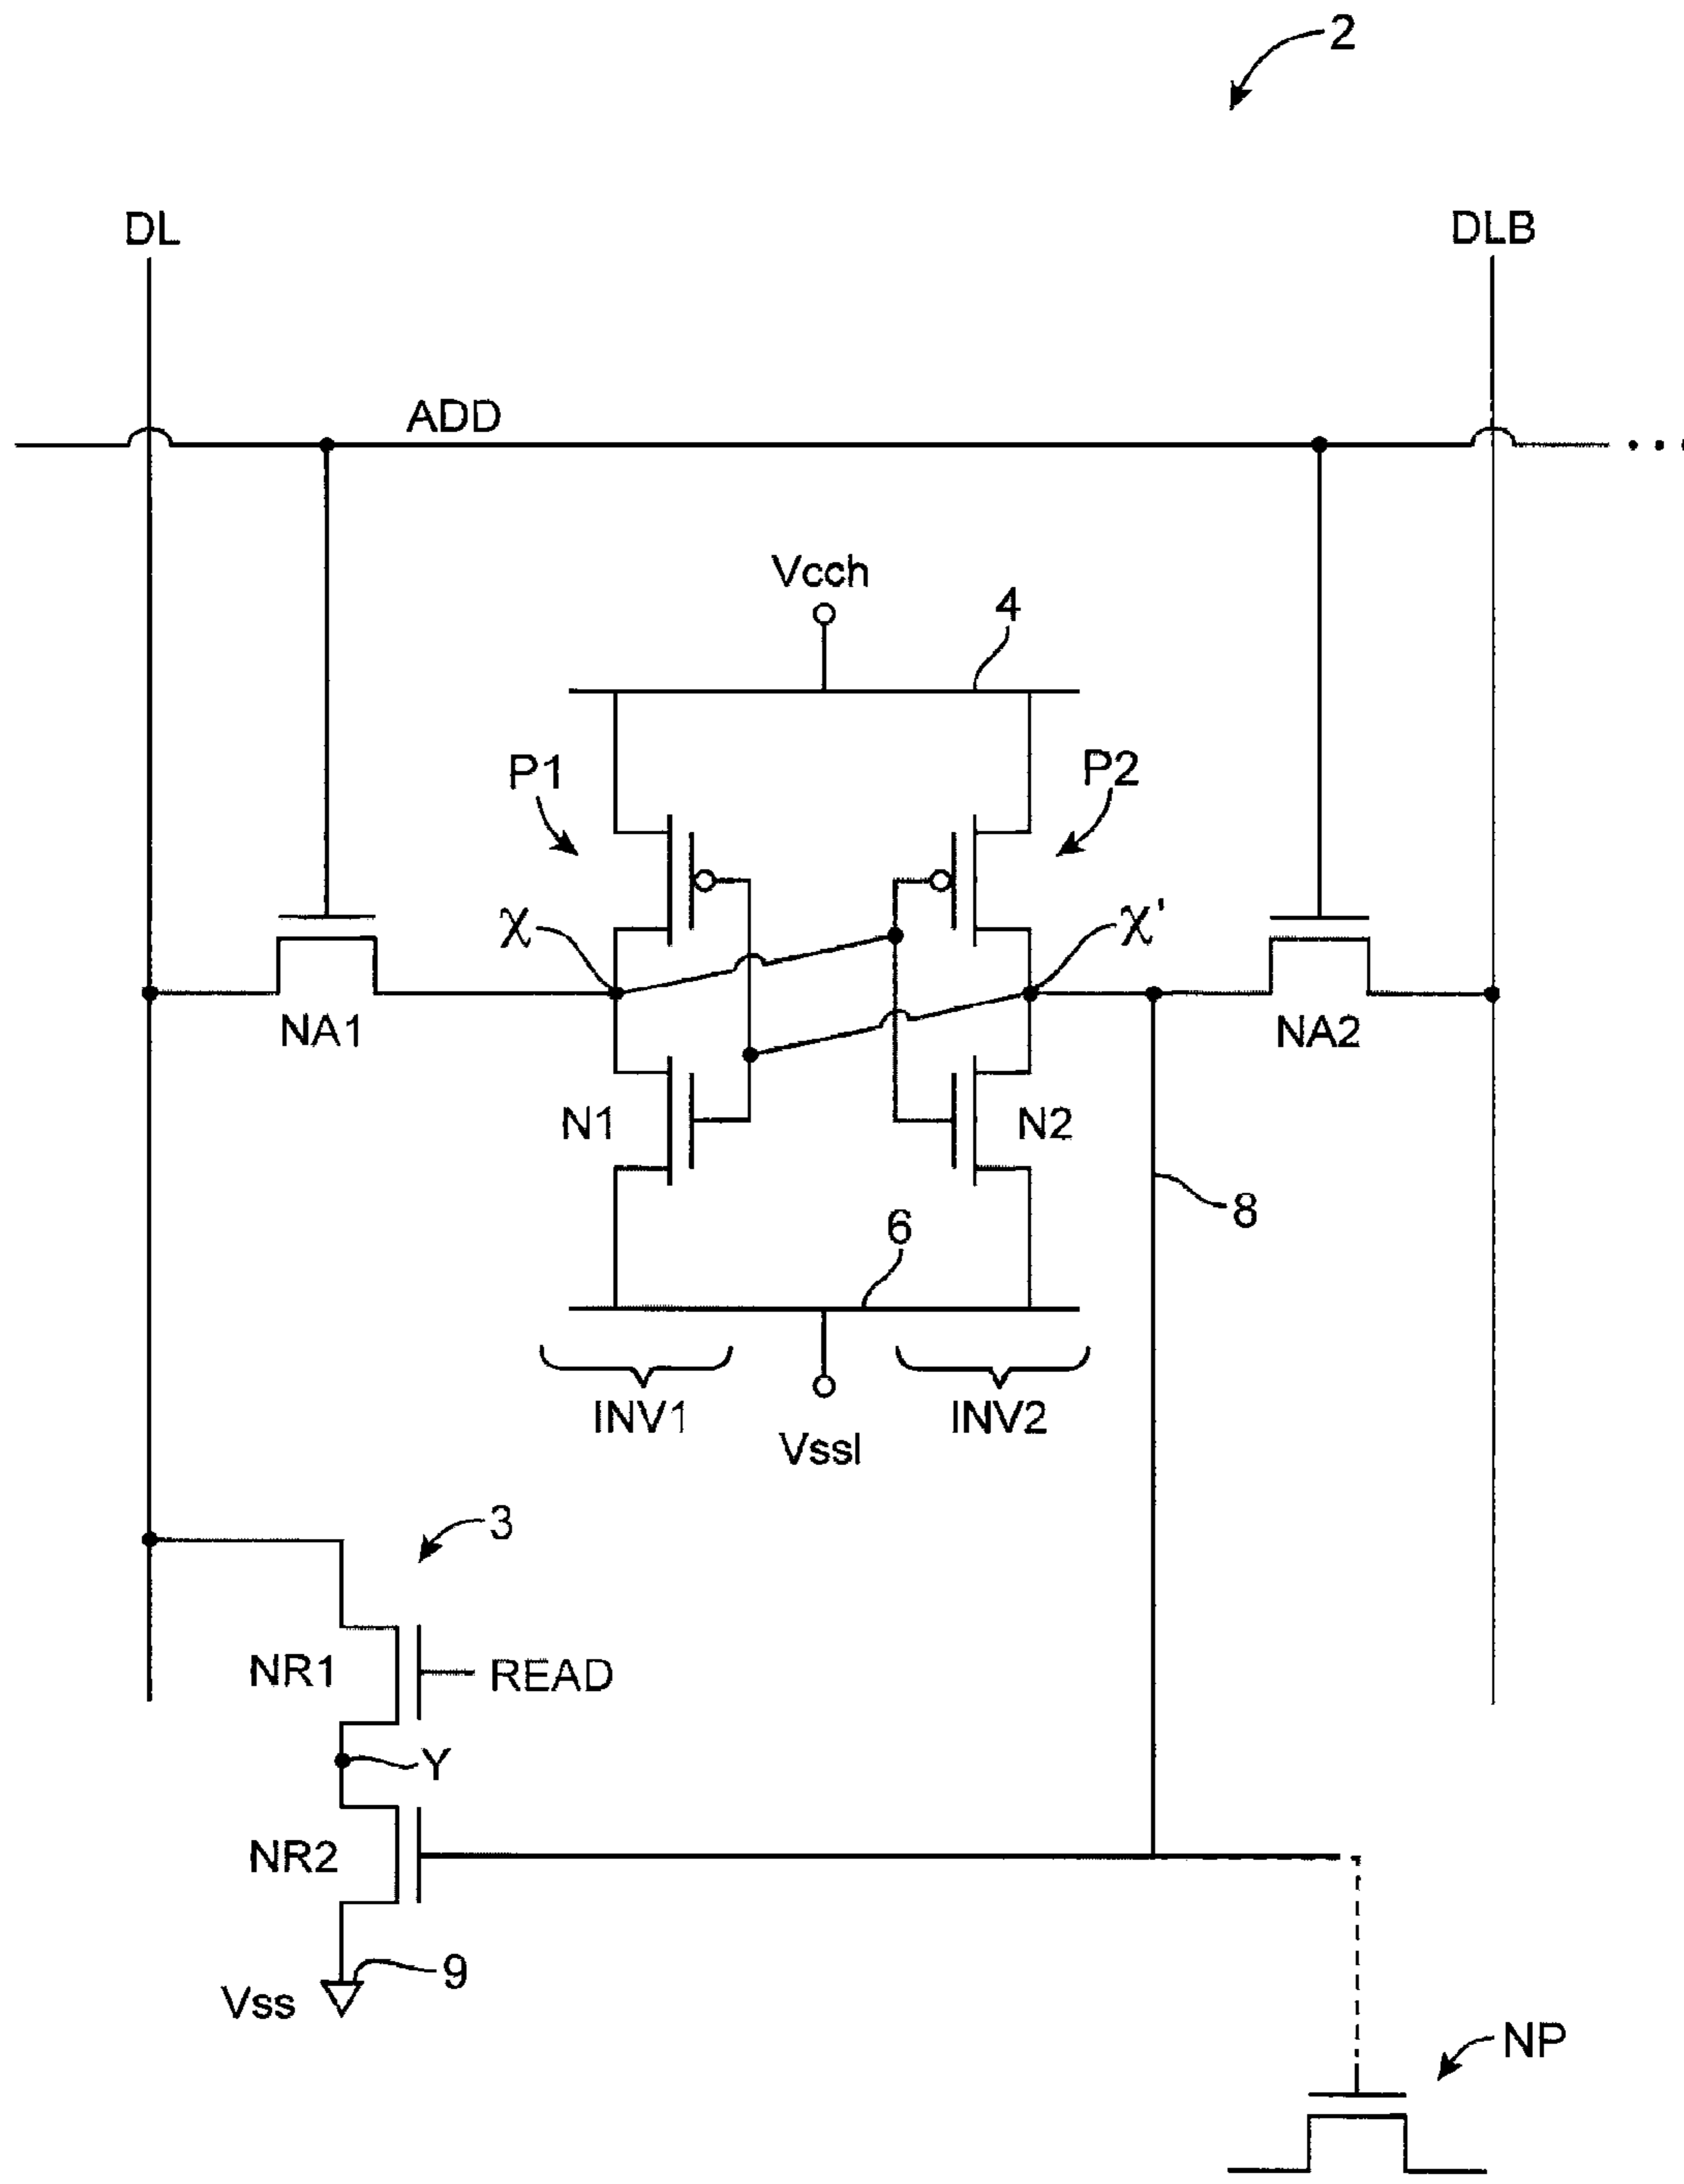 2
DL
DLB
ADD
Vcch
4
P1
P2
χ
χ'
NA1
NA2
N1
N2
8
6
INV1
INV2
Vssl
3
NR1
READ
Y
NR2
9
Vss
NP